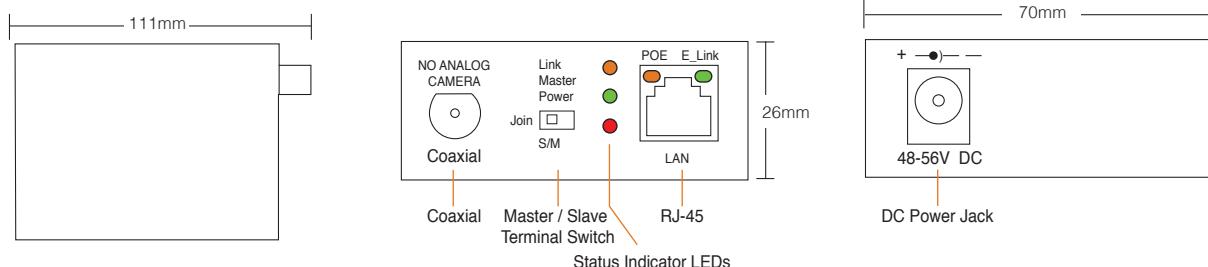 111mm
NO ANALOG
CAMERA
Coaxial
Link
Master
Power
Join
S/M
POE E_Link
LAN
26mm
Coaxial
Master / Slave
Terminal Switch
Status Indicator LEDs
RJ-45
70mm
+ —
48-56V DC
DC Power Jack